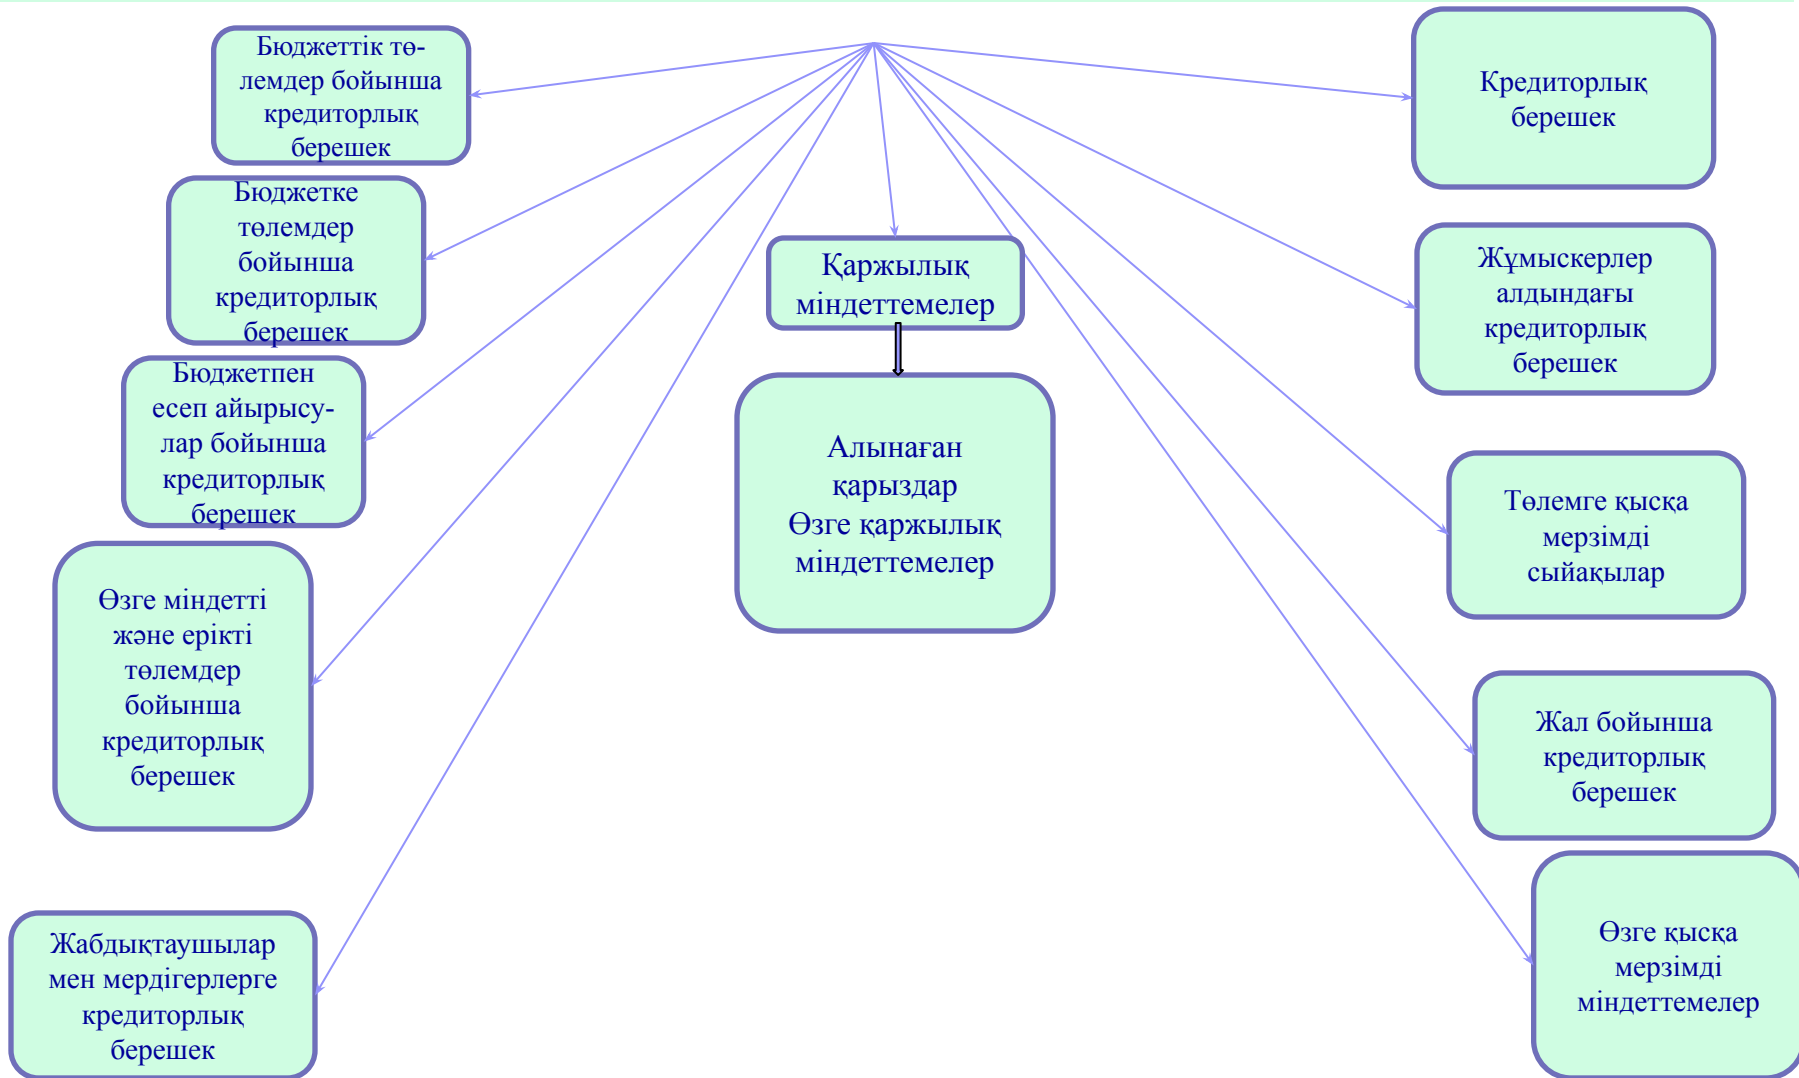 Бюджеттік тө-
лемдер бойынша
кредиторлық
берешек
Бюджетке
төлемдер
бойынша
кредиторлық
берешек
Бюджетпен
есеп айырысу-
лар бойынша
кредиторлық
берешек
Өзге міндетті
және ерікті
төлемдер
бойынша
кредиторлық
берешек
Жабдықтаушылар
мен мердігерлерге
кредиторлық
берешек
Қаржылық
міндеттемелер
Алынаған
қарыздар
Өзге қаржылық
міндеттемелер
Кредиторлық
берешек
Жұмыскерлер
алдындағы
кредиторлық
берешек
Төлемге қысқа
мерзімді
сыйақылар
Жал бойынша
кредиторлық
берешек
Өзге қысқа
мерзімді
міндеттемелер